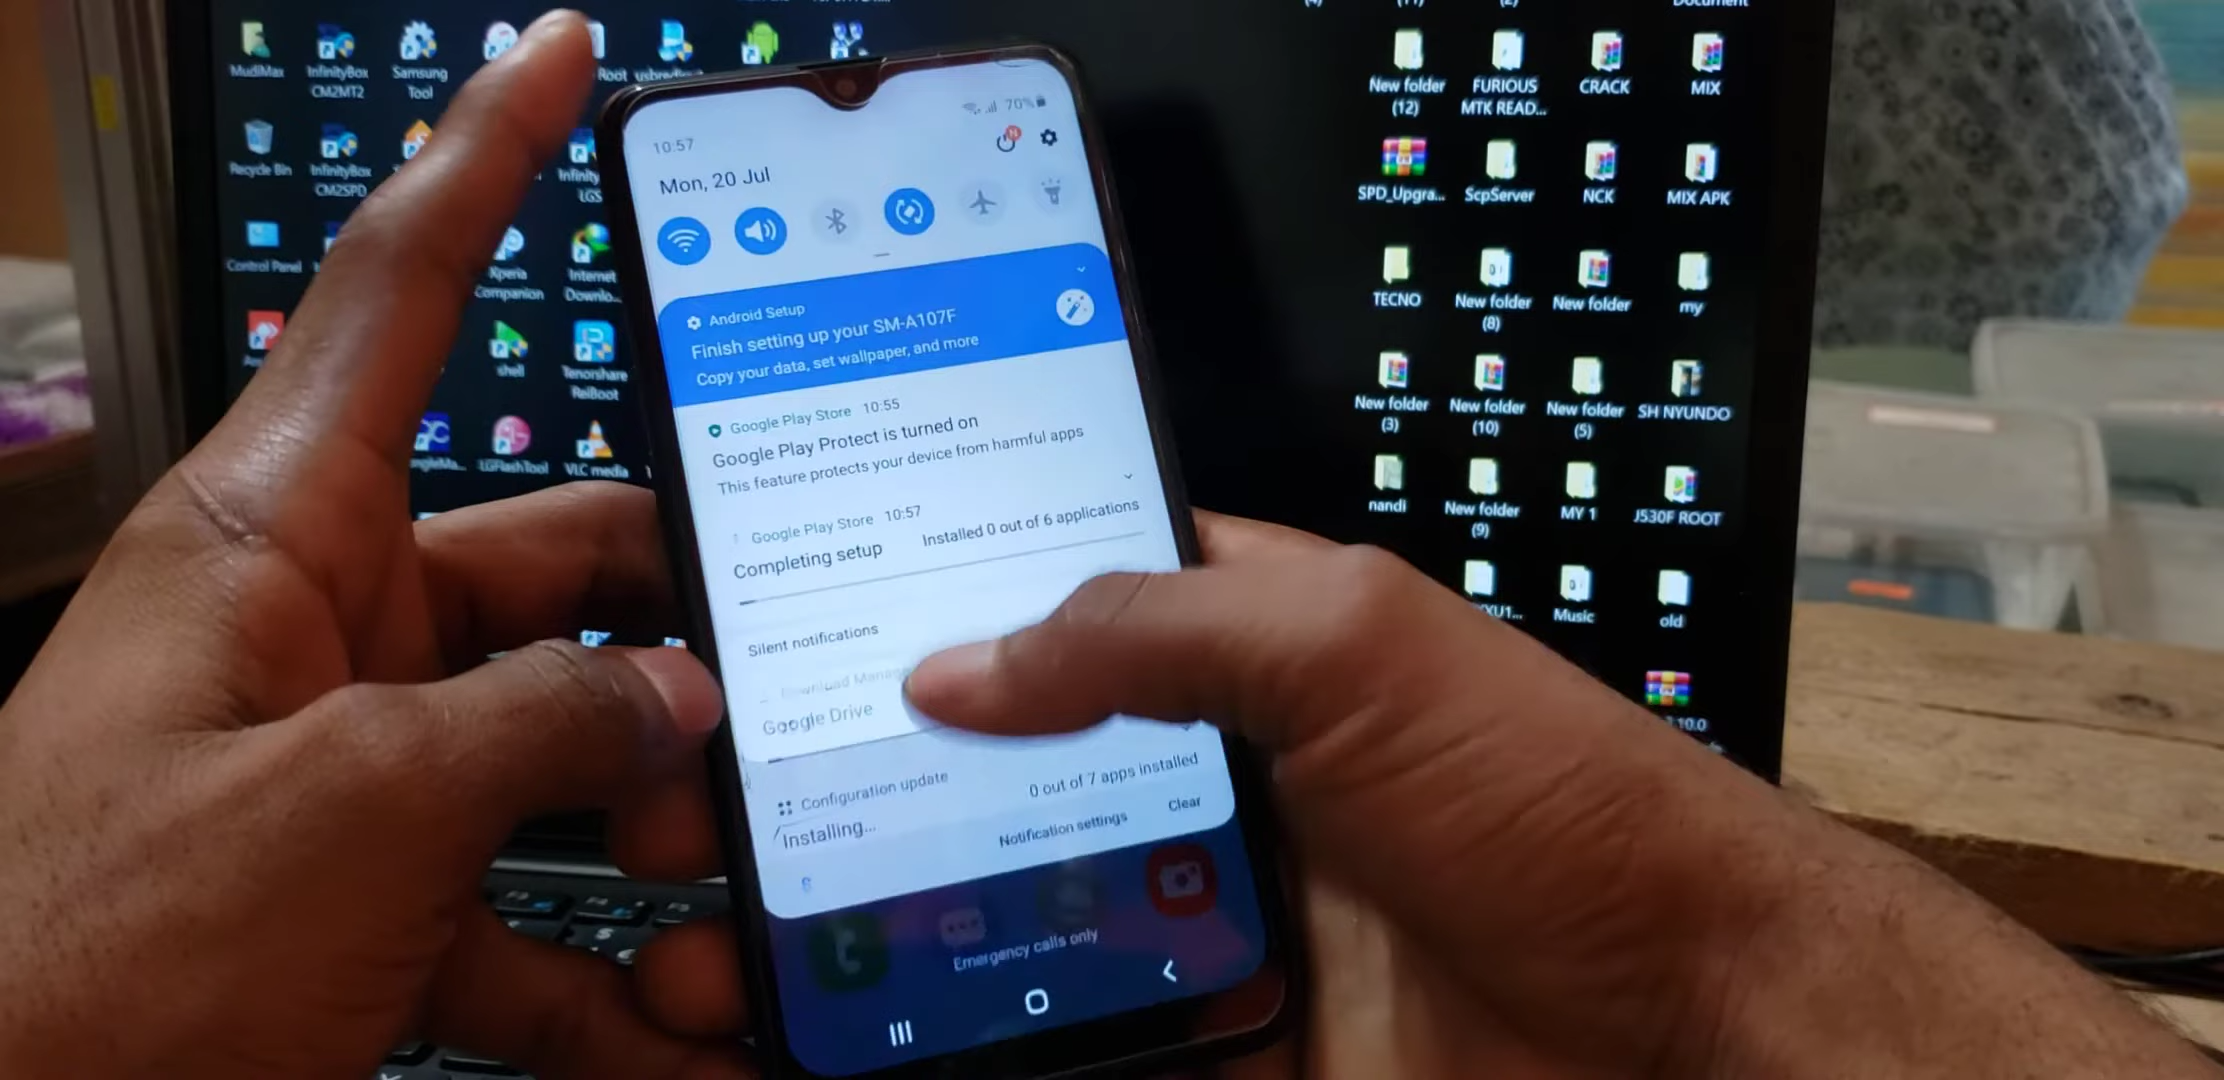 MudiMax
InfinityBox
CM2MT2
Samsung
Tool
Root
Recycle Bin
InfinityBox
CM2SPD
LGS
Control Panel
Xperia
Companion
Internet
Downlo...
shell
Tenorshare
ReiBoot
LGFlashTool
VLC media
10:57
70%
Mon, 20 Jul
Android Setup
Finish setting up your SM-A107F
Copy your data, set wallpaper, and more
Google Play Store 10:55
Google Play Protect is turned on
This feature protects your device from harmful apps
Google Play Store 10:57
Completing setup
Installed 0 out of 6 applications
Silent notifications
Google Drive
Configuration update
Installing...
0 out of 7 apps installed
Notification settings
Clear
Emergency calls only
Document
New folder
(12)
FURIOUS
MTK READ...
CRACK
MIX
SPD_Upgra...
ScpServer
NCK
MIX APK
TECNO
New folder
(8)
New folder
my
New folder
(3)
New folder
(10)
New folder
(5)
SH NYUNDO
nandi
New folder
(9)
MY 1
J530F ROOT
Music
old